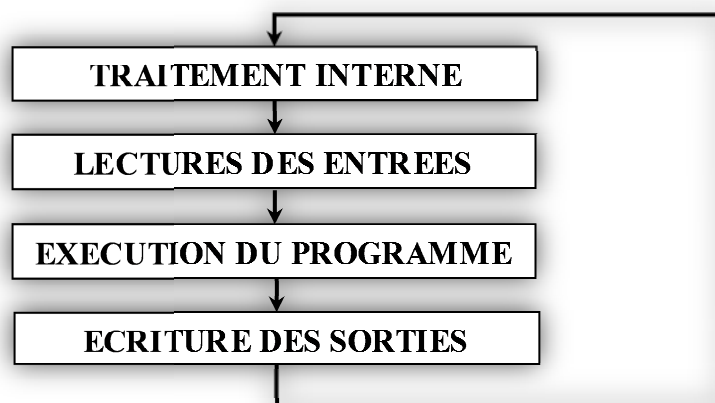 TRAITEMENT INTERNE
LECTURES DES ENTREES
EXECUTION DU PROGRAMME
ECRITURE DES SORTIES